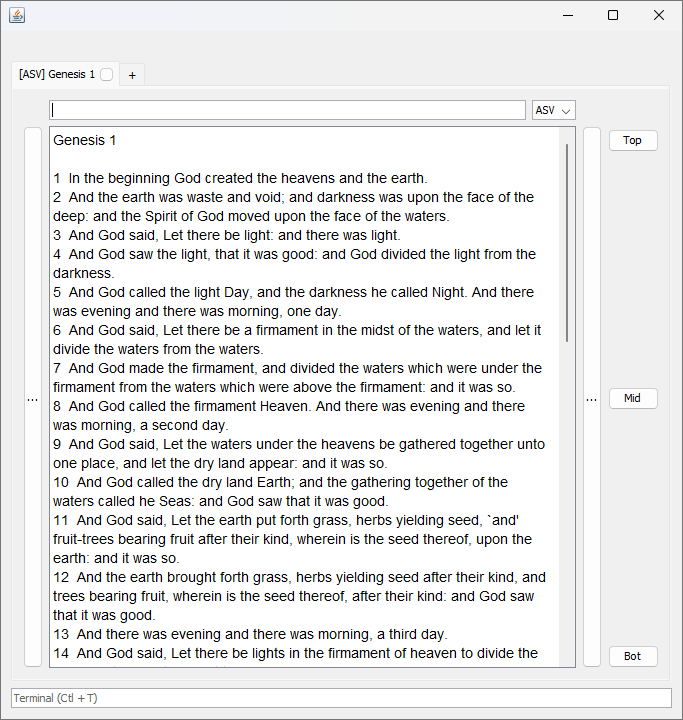 [ASV] Genesis 1
+
ASV
Genesis 1
1 In the beginning God created the heavens and the earth.
2 And the earth was waste and void; and darkness was upon the face of the
deep: and the Spirit of God moved upon the face of the waters.
3 And God said, Let there be light: and there was light.
4 And God saw the light, that it was good: and God divided the light from the
darkness.
5 And God called the light Day, and the darkness he called Night. And there
was evening and there was morning, one day.
6 And God said, Let there be a firmament in the midst of the waters, and let it
divide the waters from the waters.
7 And God made the firmament, and divided the waters which were under the
firmament from the waters which were above the firmament: and it was so.
8 And God called the firmament Heaven. And there was evening and there
was morning, a second day.
9 And God said, Let the waters under the heavens be gathered together unto
one place, and let the dry land appear: and it was so.
10 And God called the dry land Earth; and the gathering together of the
waters called he Seas: and God saw that it was good.
11 And God said, Let the earth put forth grass, herbs yielding seed, `and'
fruit-trees bearing fruit after their kind, wherein is the seed thereof, upon the
earth: and it was so.
12 And the earth brought forth grass, herbs yielding seed after their kind, and
trees bearing fruit, wherein is the seed thereof, after their kind: and God saw
that it was good.
13 And there was evening and there was morning, a third day.
14 And God said, Let there be lights in the firmament of heaven to divide the
...
...
Top
Mid
Bot
Terminal (Ctl + T)